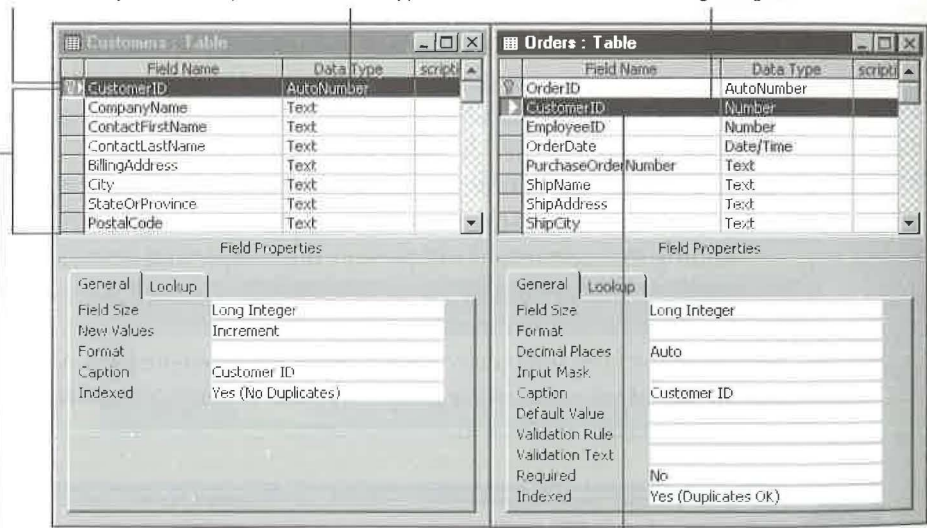 Customers : Table
Field Name Data Type scripti
CustomerID AutoNumber
CompanyName Text
ContactFirstName Text
ContactLastName Text
BillingAddress Text
City Text
StateOrProvince Text
PostalCode Text
Field Properties
General Lookup
Field Size Long Integer
New Values Increment
Format
Caption Customer ID
Indexed Yes (No Duplicates)
Orders : Table
Field Name Data Type scripti
OrderID AutoNumber
CustomerID Number
EmployeeID Number
OrderDate Date/Time
PurchaseOrderNumber Text
ShipName Text
ShipAddress Text
ShipCity Text
Field Properties
General Lookup
Field Size Long Integer
Format
Decimal Places Auto
Input Mask
Caption Customer ID
Default Value
Validation Rule
Validation Text
Required No
Indexed Yes (Duplicates OK)